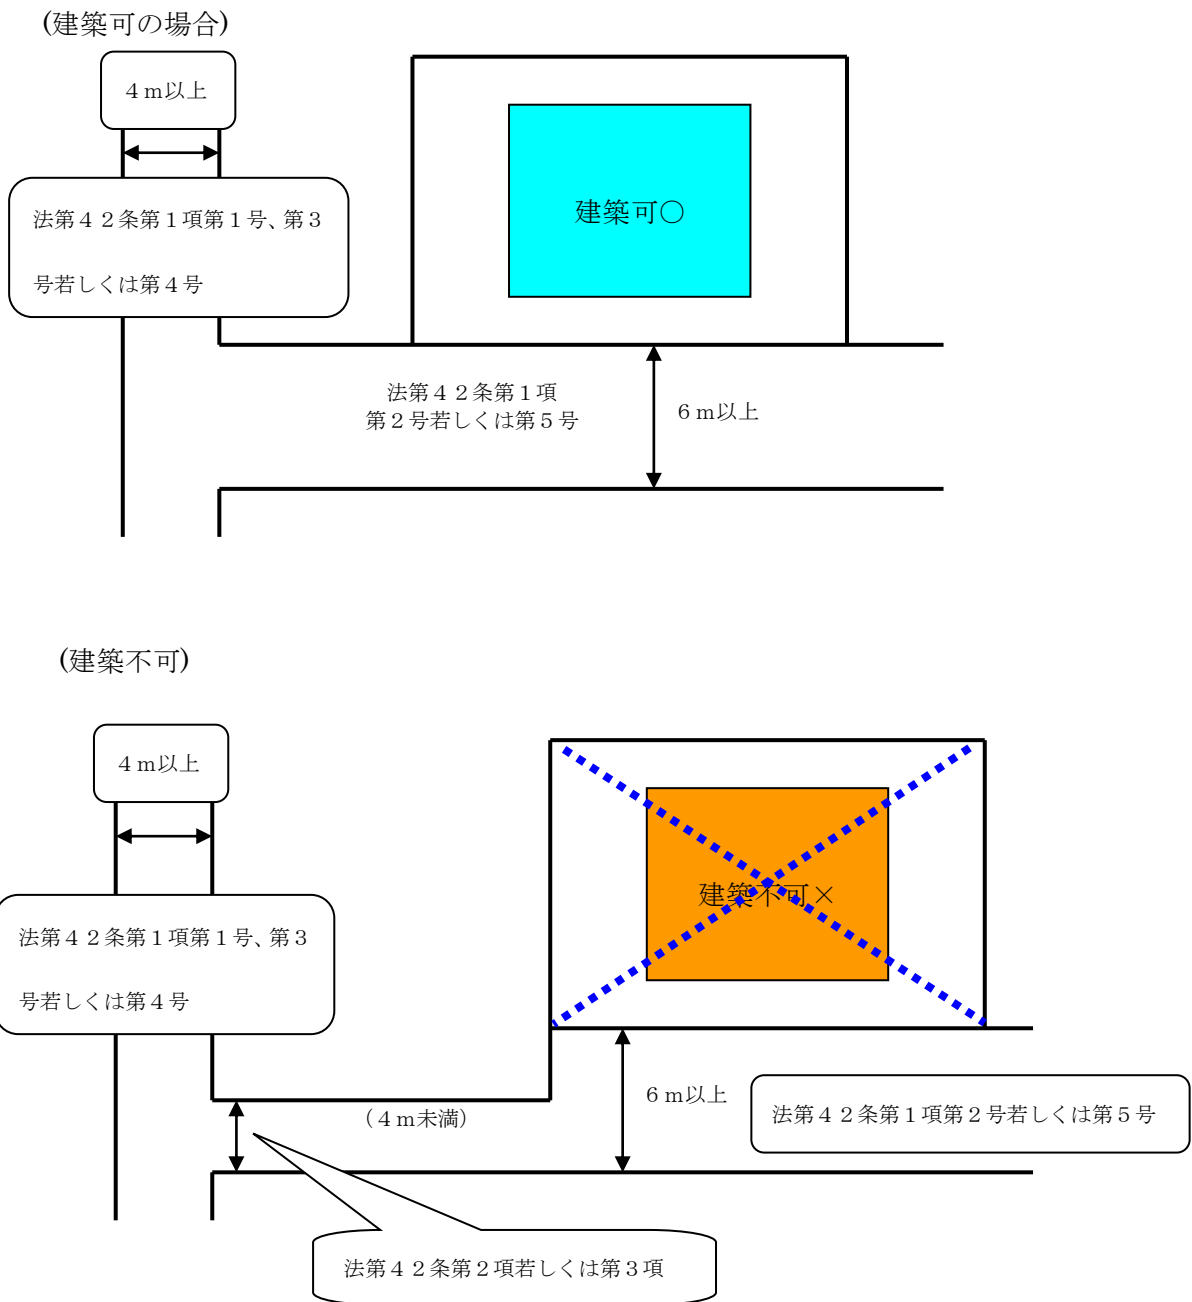 (建築可の場合)
４ｍ以上
法第４２条第１項第１号、第３
号若しくは第４号
建築可○
法第４２条第１項
第２号若しくは第５号
６ｍ以上
(建築不可)
４ｍ以上
法第４２条第１項第１号、第３
号若しくは第４号
建築不可×
６ｍ以上
（４ｍ未満）
法第４２条第１項第２号若しくは第５号
法第４２条第２項若しくは第３項